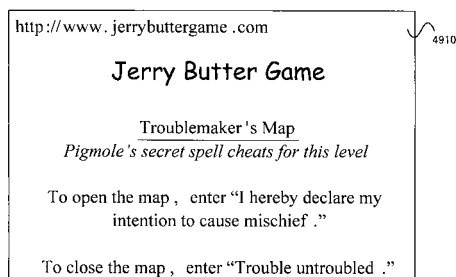 http://www.jerrybuttergame.com
4910
Jerry Butter Game
Troublemaker's Map
Pigmole's secret spell cheats for this level
To open the map , enter “I hereby declare my
intention to cause mischief .”
To close the map , enter “Trouble untroubled .”